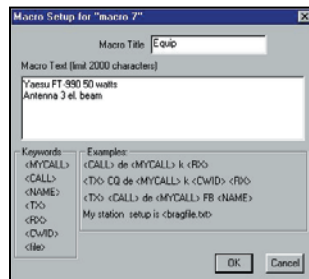 Macro Setup for "macro 7"
Macro Title Equip
Macro Text (limit 2000 characters)
Yaesu FT-990 50 watts
Antenna 3 el. beam
Keywords
<MYCALL>
<CALL>
<NAME>
<TX>
<RX>
<CWID>
<file>
Examples:
<CALL> de <MYCALL> k <RX>
<TX> CQ de <MYCALL> k <CWID> <RX>
<TX> <CALL> de <MYCALL> FB <NAME>
My station setup is <bragfile.txt>
OK
Cancel